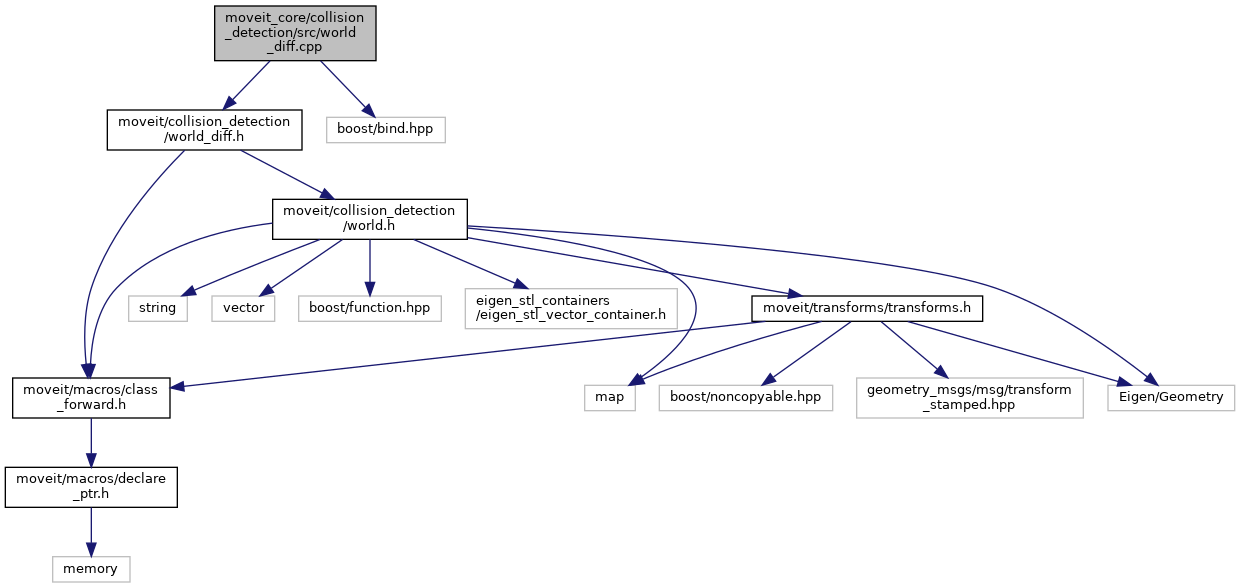 moveit_core/collision
_detection/src/world
_diff.cpp
moveit/collision_detection
/world_diff.h
boost/bind.hpp
moveit/collision_detection
/world.h
string
vector
boost/function.hpp
eigen_stl_containers
/eigen_stl_vector_container.h
moveit/transforms/transforms.h
moveit/macros/class
_forward.h
map
boost/noncopyable.hpp
geometry_msgs/msg/transform
_stamped.hpp
Eigen/Geometry
moveit/macros/declare
_ptr.h
memory